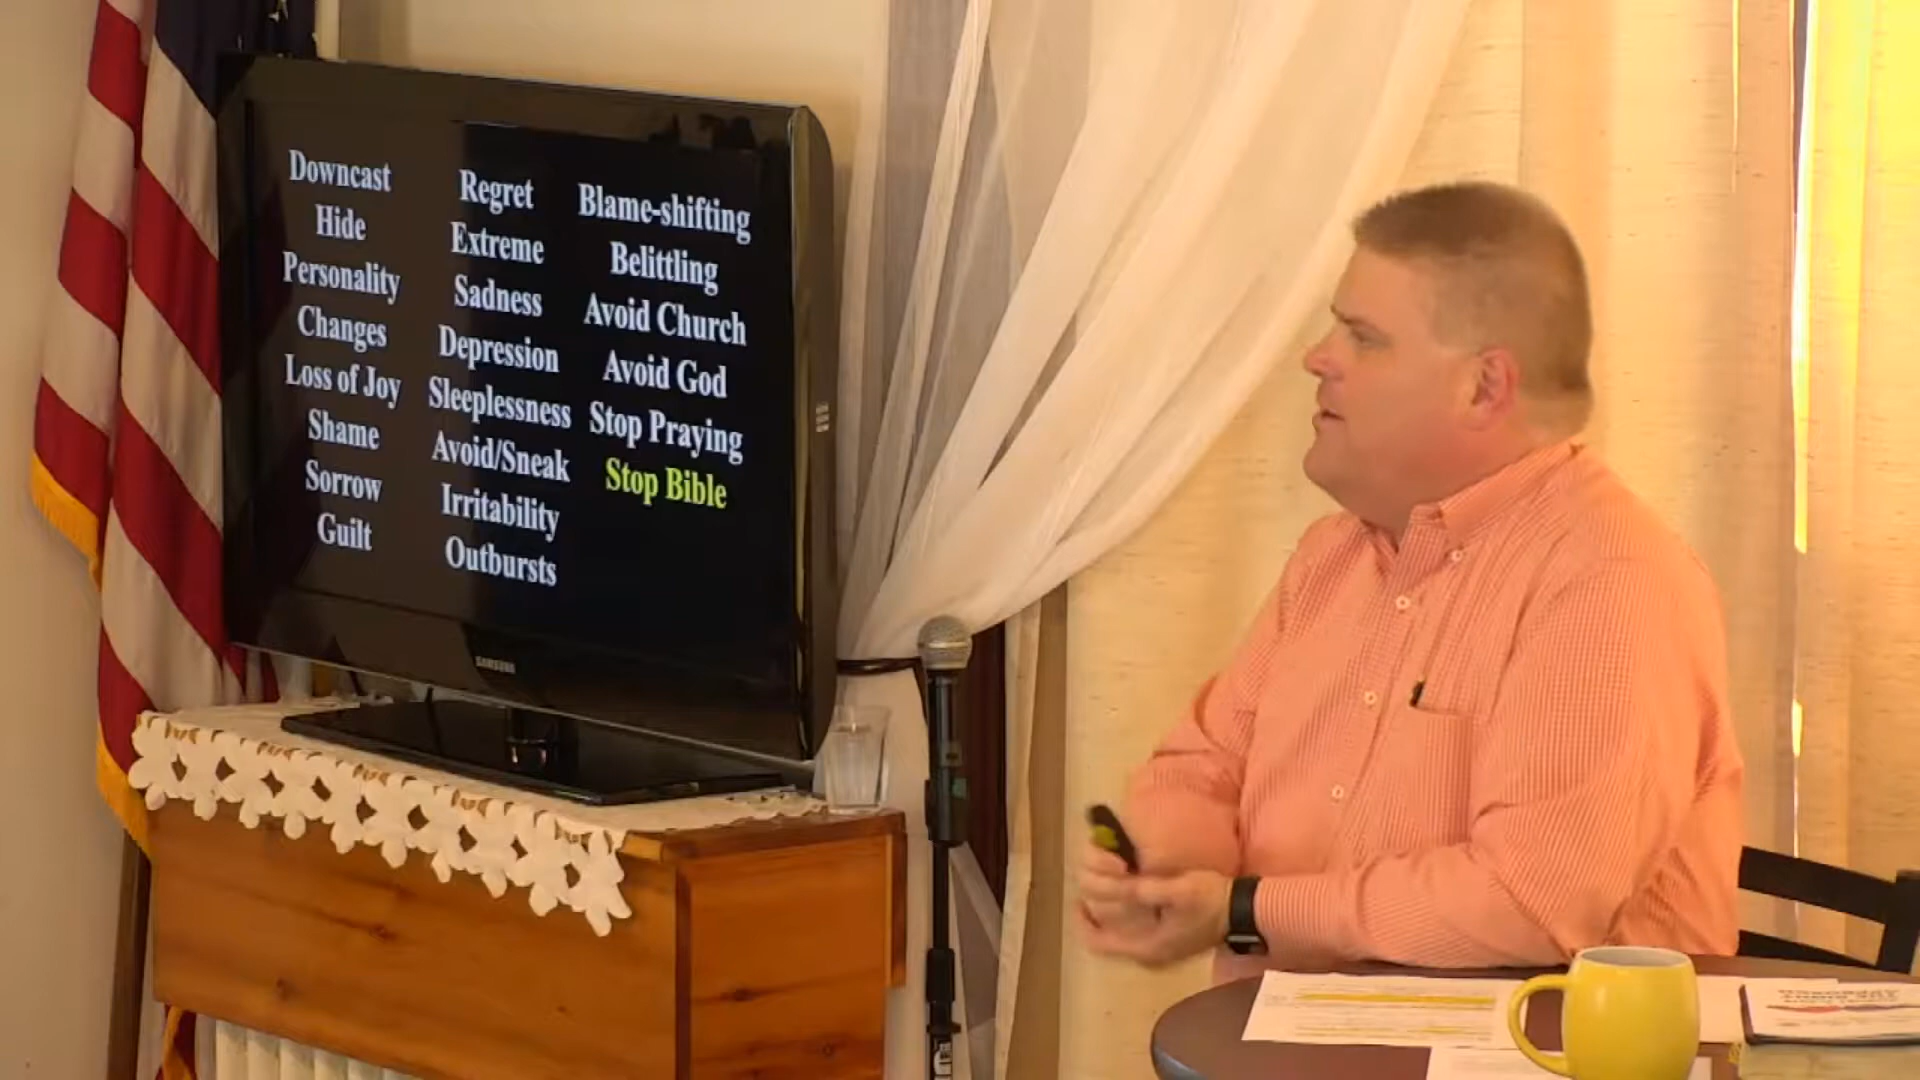 Downcast
Hide
Personality
Changes
Loss of Joy
Shame
Sorrow
Guilt
Regret
Extreme
Sadness
Depression
Sleeplessness
Avoid/Sneak
Irritability
Outbursts
Blame-shifting
Belittling
Avoid Church
Avoid God
Stop Praying
Stop Bible
SAMSUNG